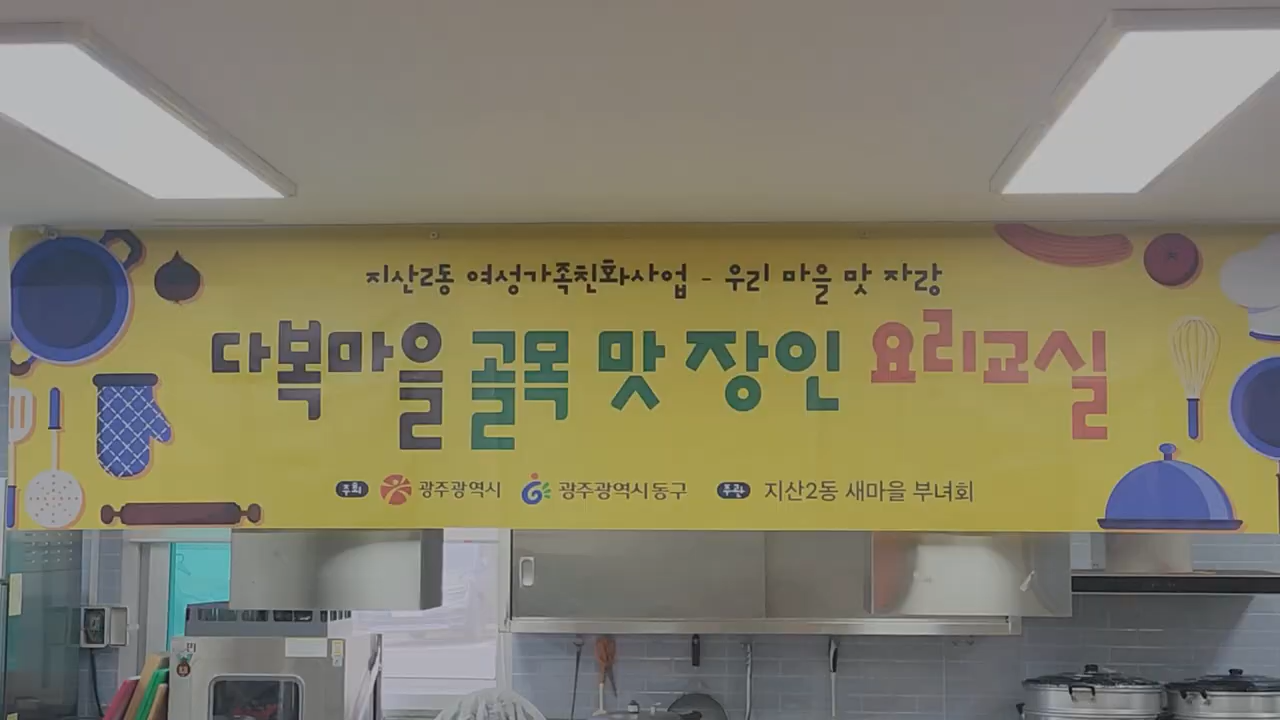 지산2동 여성가족친화사업 - 우리 마을 맛 자랑
다복마을 골목 맛 장인 요리교실
주최 광주광역시 광주광역시 동구 주관 지산2동 새마을 부녀회